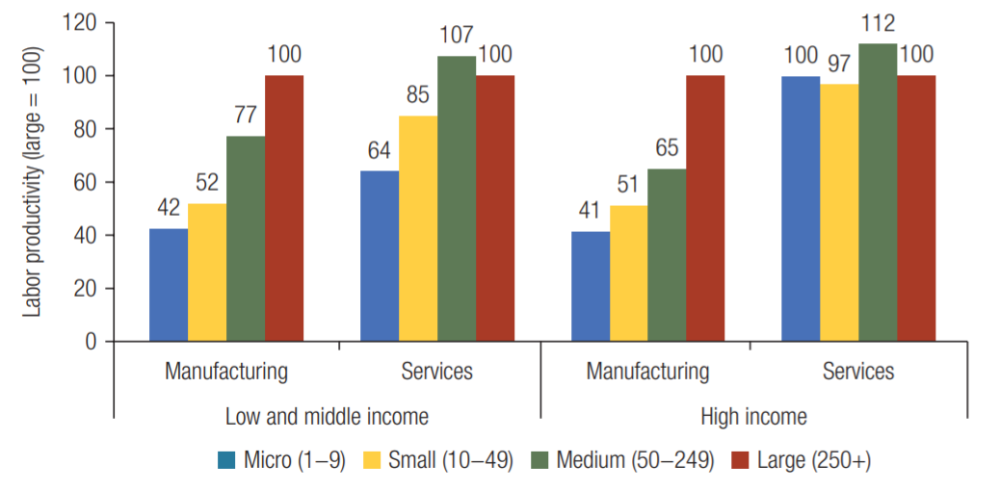 Labor productivity (large = 100)
120
100
80
60
40
20
0
42
52
77
100
64
85
107
100
41
51
65
100
100
97
112
100
Manufacturing
Services
Manufacturing
Services
Low and middle income
High income
Micro (1–9)
Small (10–49)
Medium (50–249)
Large (250+)